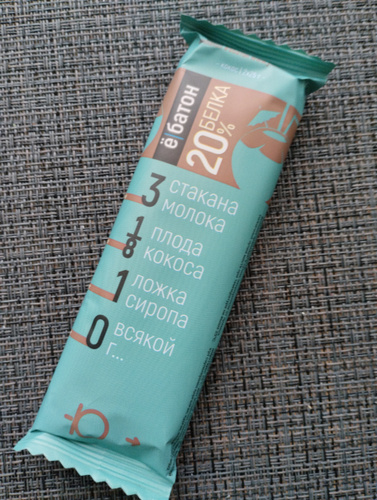 ё|батон
20% БЕЛКА
3 стакана
молока
1/8 плода
кокоса
1 ложка
сиропа
0 всякой
г...